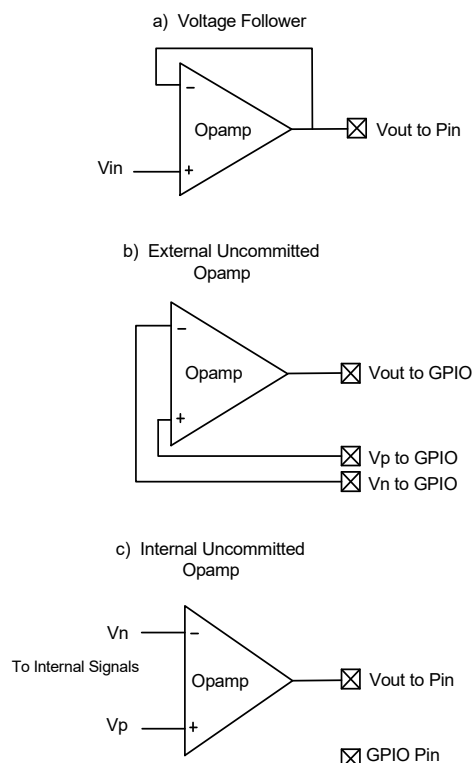 a) Voltage Follower
-
Opamp
Vout to Pin
Vin
+
b) External Uncommitted
Opamp
-
Opamp
Vout to GPIO
+
Vp to GPIO
Vn to GPIO
c) Internal Uncommitted
Opamp
Vn
-
To Internal Signals
Opamp
Vout to Pin
Vp
+
GPIO Pin